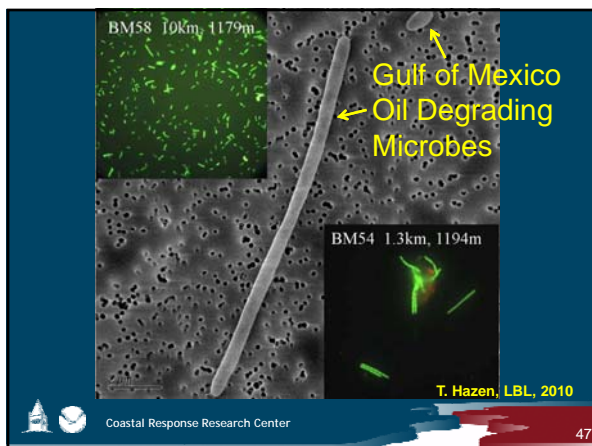 BM58 10km, 1179m
Gulf of Mexico
Oil Degrading
Microbes
BM54 1.3km, 1194m
T. Hazen, LBL, 2010
Coastal Response Research Center
47